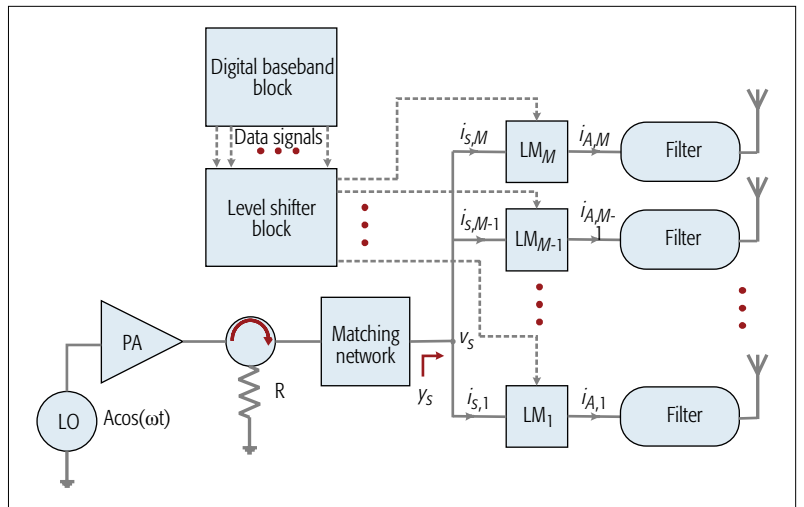 Digital baseband
block
Data signals
Level shifter
block
i_{s,M}
LM_M
i_{A,M}
Filter
i_{s,M-1}
LM_{M-1}
i_{A,M-1}
Filter
PA
Matching
network
v_s
y_s
R
LO
Acos(ωt)
i_{s,1}
LM_1
i_{A,1}
Filter